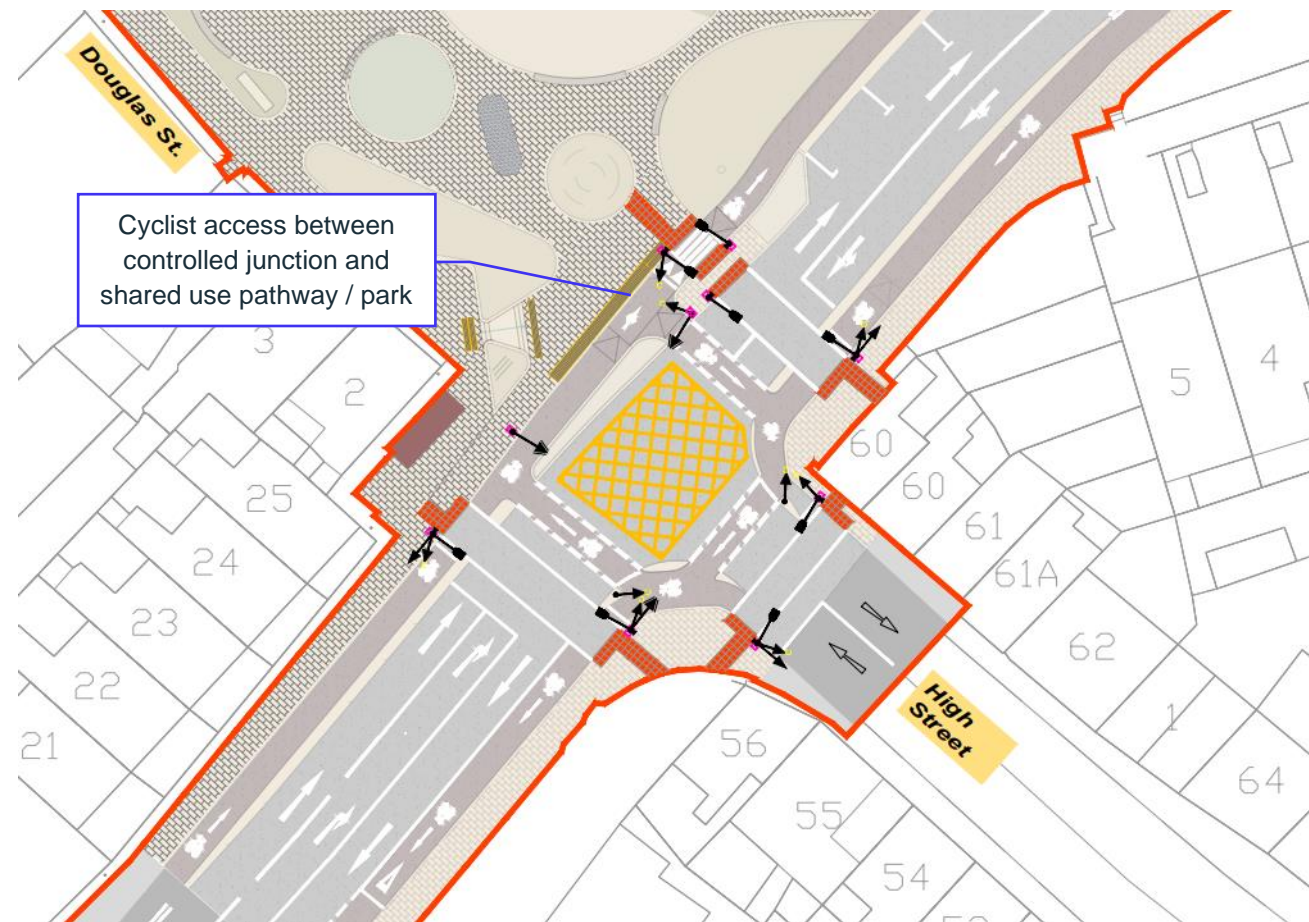 Douglas St.
Cyclist access between
controlled junction and
shared use pathway / park
3
2
4
5
25
60
60
24
61
61A
23
62
22
High
Street
1
21
56
64
55
54